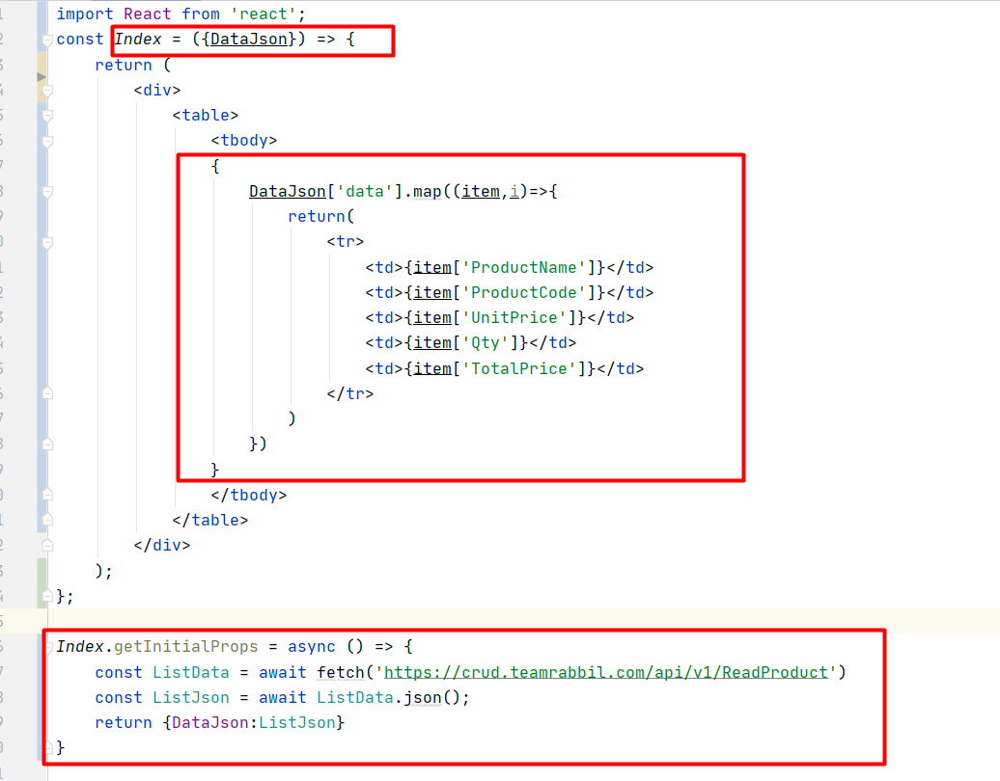 import React from 'react';
const Index = ({DataJson}) => {
    return (
        <div>
            <table>
                <tbody>
                {
                    DataJson['data'].map((item,i)=>{
                        return(
                            <tr>
                                <td>{item['ProductName']}</td>
                                <td>{item['ProductCode']}</td>
                                <td>{item['UnitPrice']}</td>
                                <td>{item['Qty']}</td>
                                <td>{item['TotalPrice']}</td>
                            </tr>
                        )
                    })
                }
                </tbody>
            </table>
        </div>
    );
};
Index.getInitialProps = async () => {
    const ListData = await fetch('https://crud.teamrabbil.com/api/v1/ReadProduct')
    const ListJson = await ListData.json();
    return {DataJson:ListJson}
}